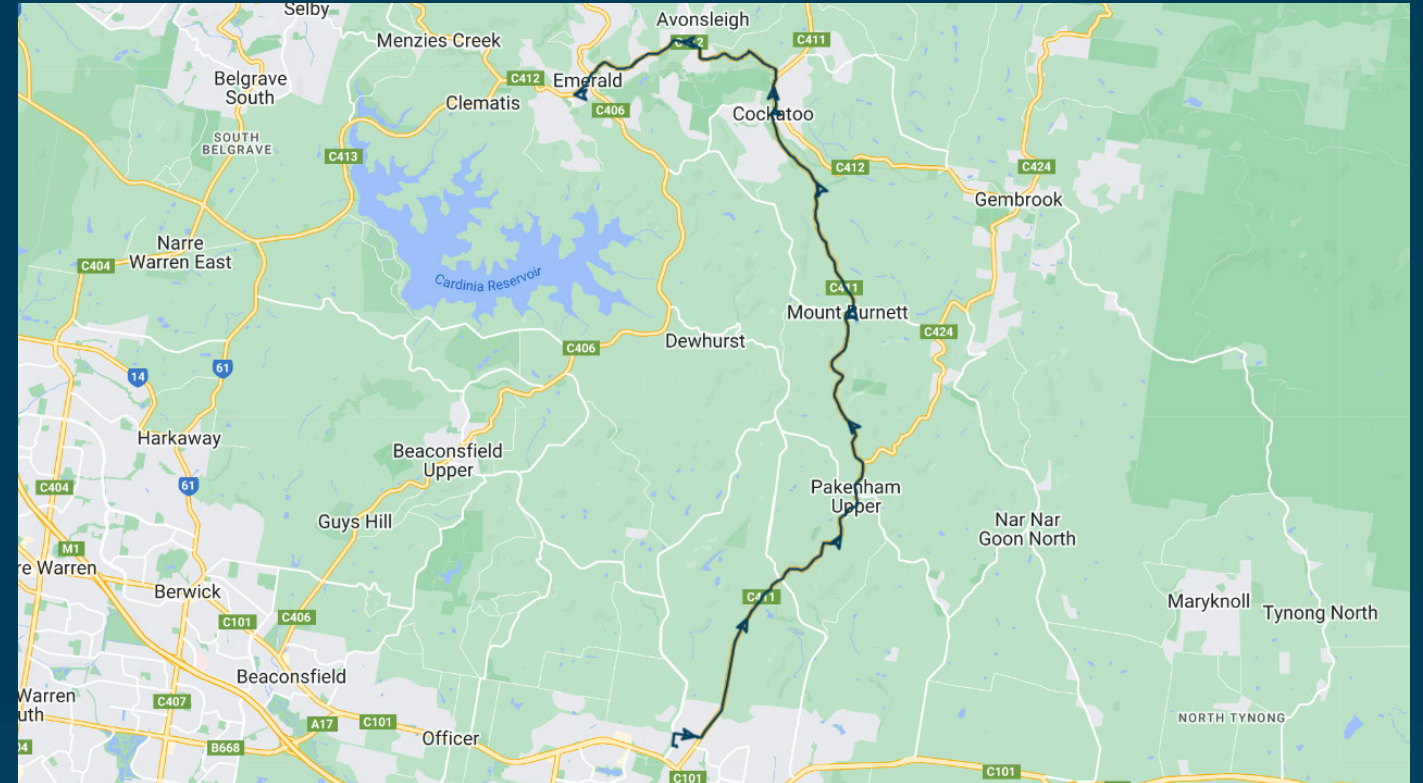 Selby
Avonsleigh
Menzies Creek
C412
C411
Belgrave
South
C412
Emerald
Clematis
C406
Cockatoo
SOUTH
BELGRAVE
C413
C412
C424
Gembrook
Narre
Warren East
C404
Cardinia Reservoir
C411
Mount Burnett
C424
Dewhurst
C406
61
14
Harkaway
Beaconsfield
Upper
C404
61
Pakenham
Upper
Guys Hill
Nar Nar
Goon North
M1
re Warren
Berwick
C411
Maryknoll
Tynong North
C406
C101
Beaconsfield
Warren
uth
C407
A17
C101
NORTH TYNONG
Officer
04
B668
C101
C101